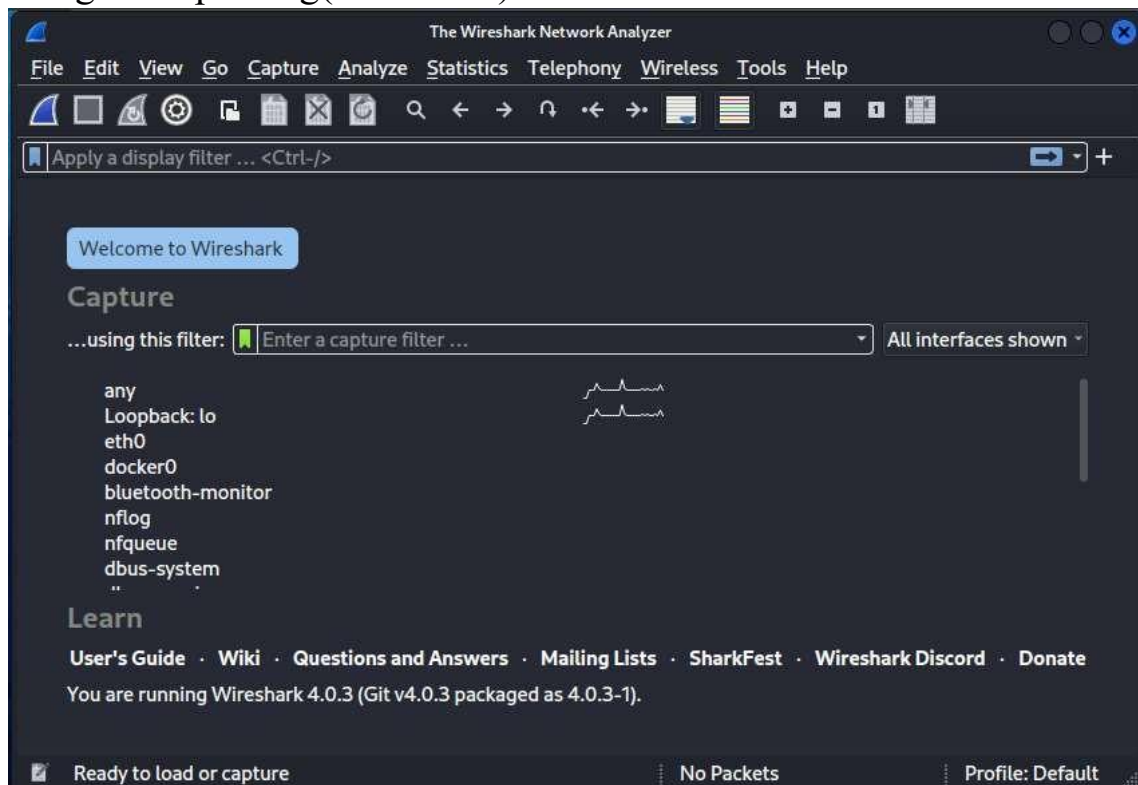 The Wireshark Network Analyzer
File Edit View Go Capture Analyze Statistics Telephony Wireless Tools Help
Apply a display filter ... <Ctrl-/>
Welcome to Wireshark
Capture
...using this filter: Enter a capture filter ... All interfaces shown
any
Loopback: lo
eth0
docker0
bluetooth-monitor
nflog
nfqueue
dbus-system
Learn
User's Guide · Wiki · Questions and Answers · Mailing Lists · SharkFest · Wireshark Discord · Donate
You are running Wireshark 4.0.3 (Git v4.0.3 packaged as 4.0.3-1).
Ready to load or capture No Packets Profile: Default